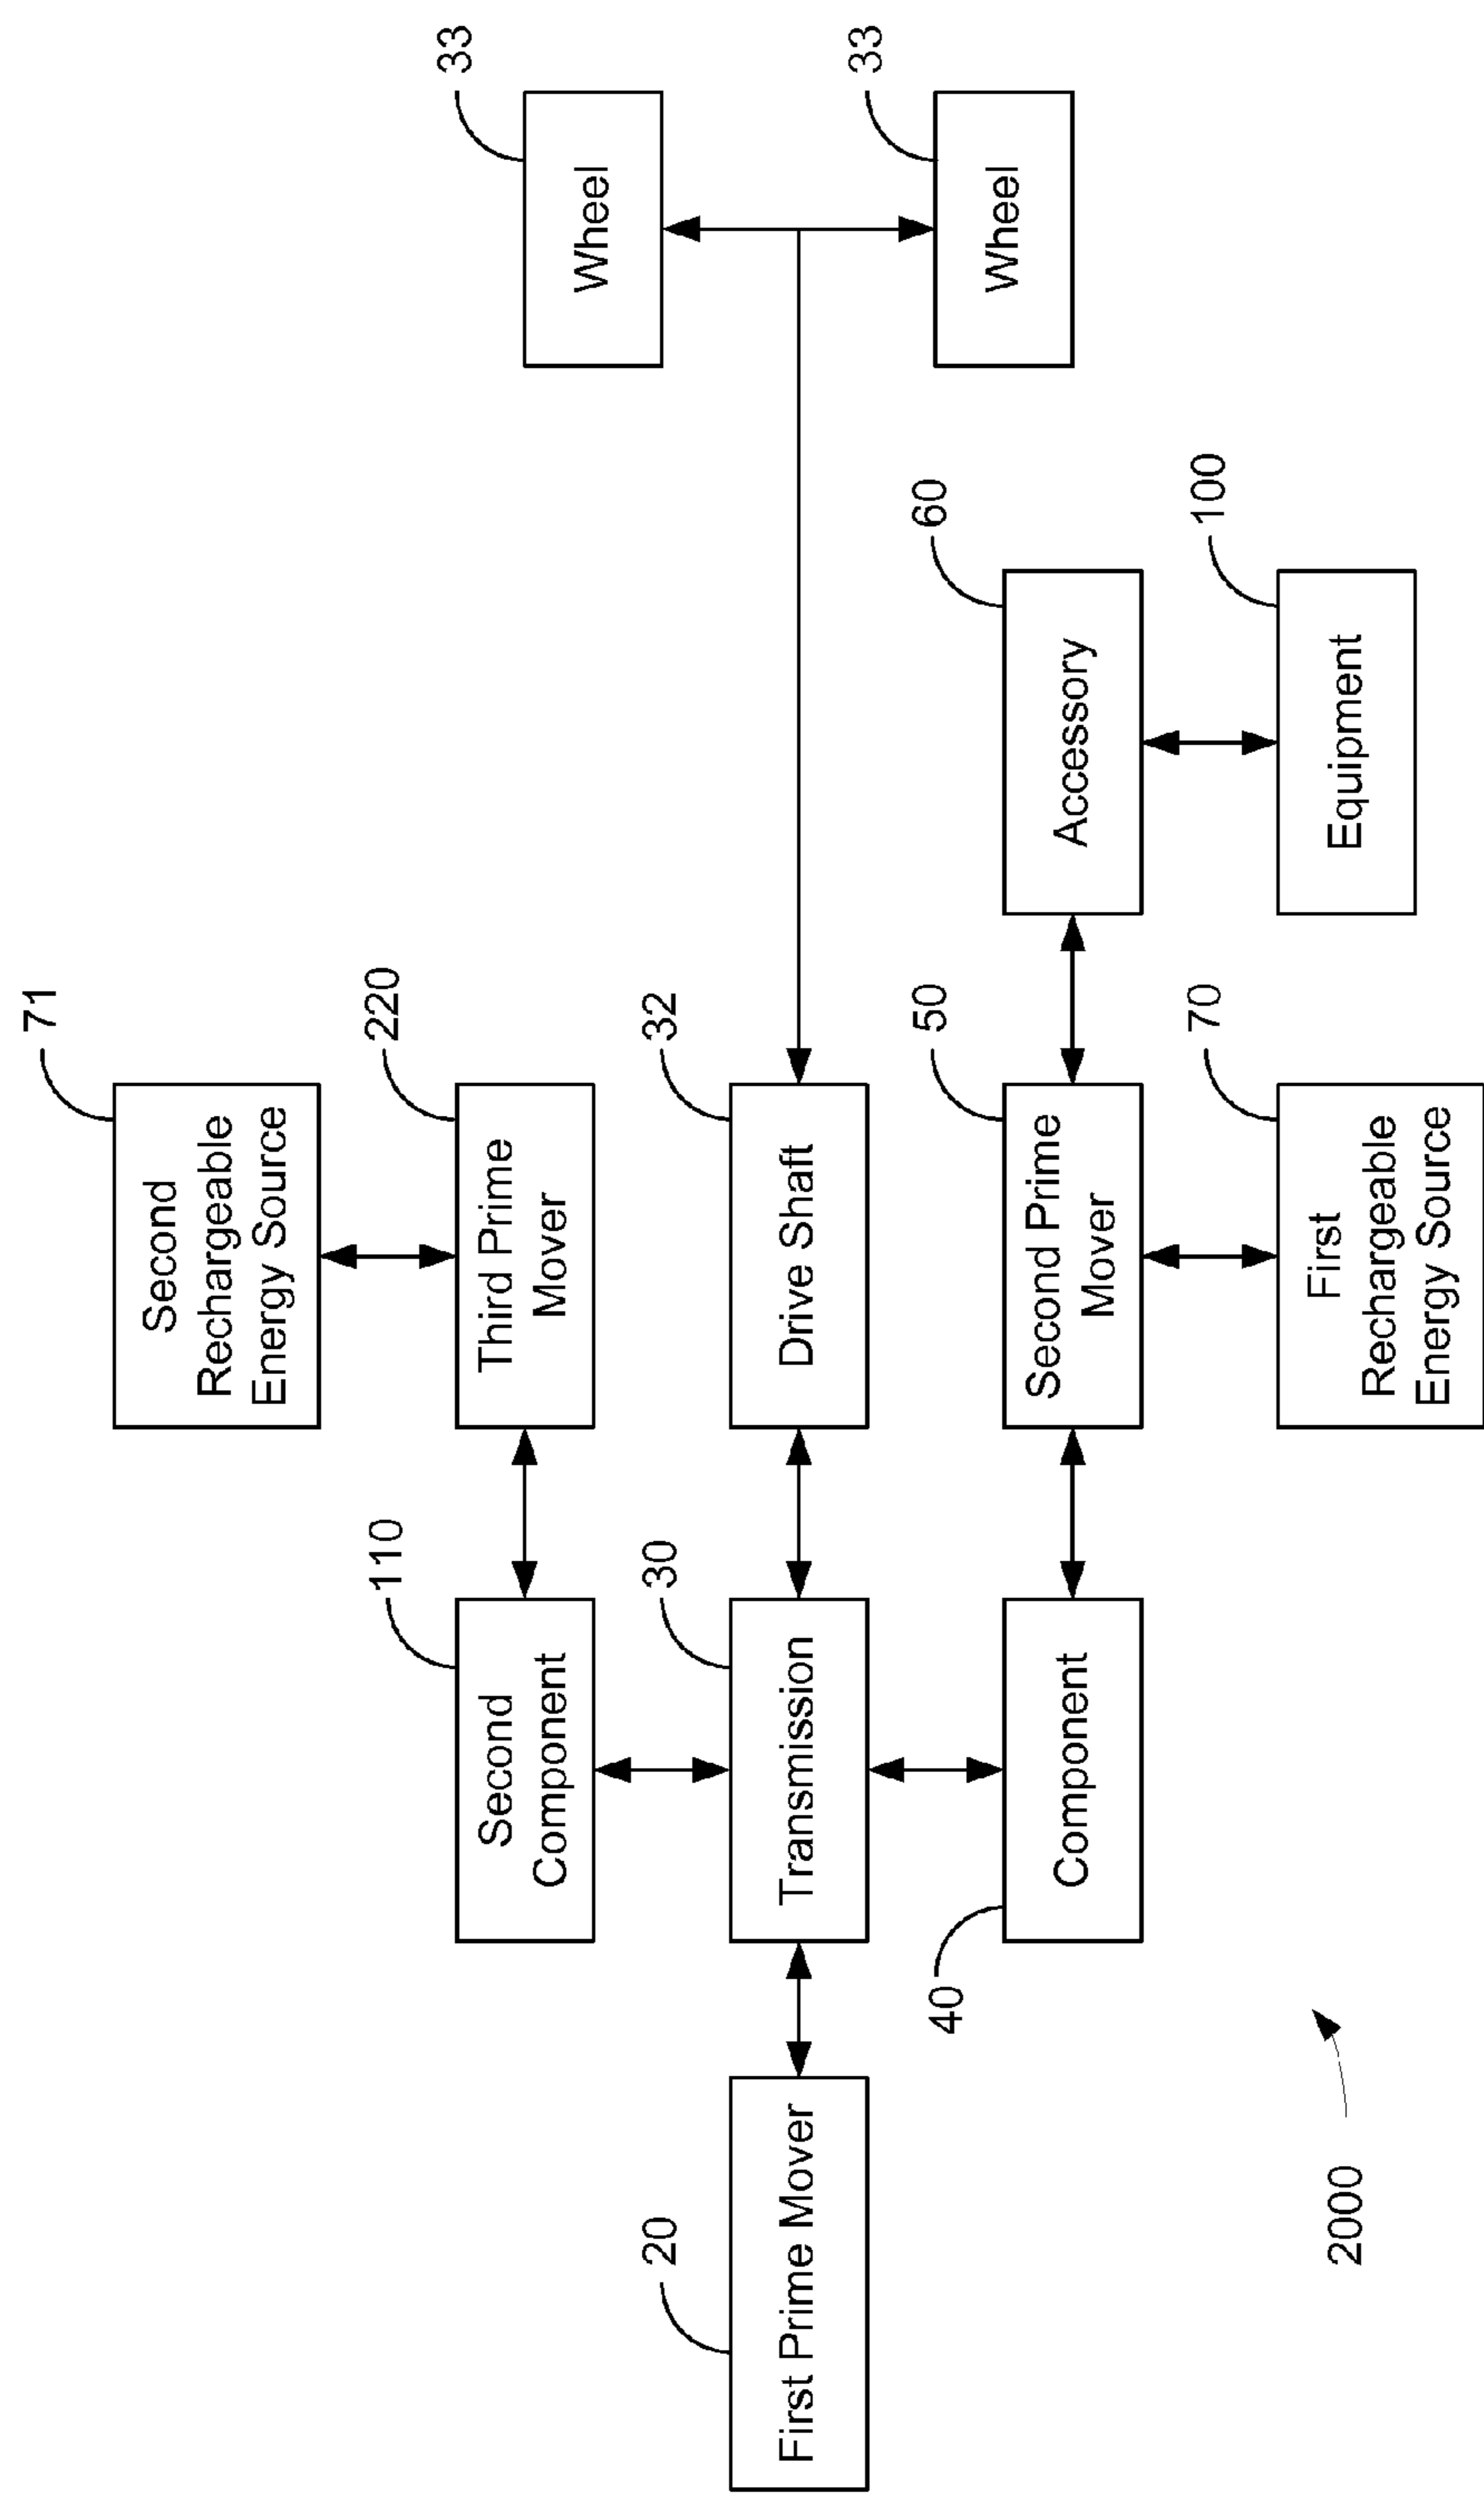 71
Second
Rechargeable
Energy Source
33
Wheel
110
Second
Component
220
Third Prime
Mover
20
First Prime Mover
30
Transmission
32
Drive Shaft
33
Wheel
40
Component
50
Second Prime
Mover
60
Accessory
70
First
Rechargeable
Energy Source
100
Equipment
2000